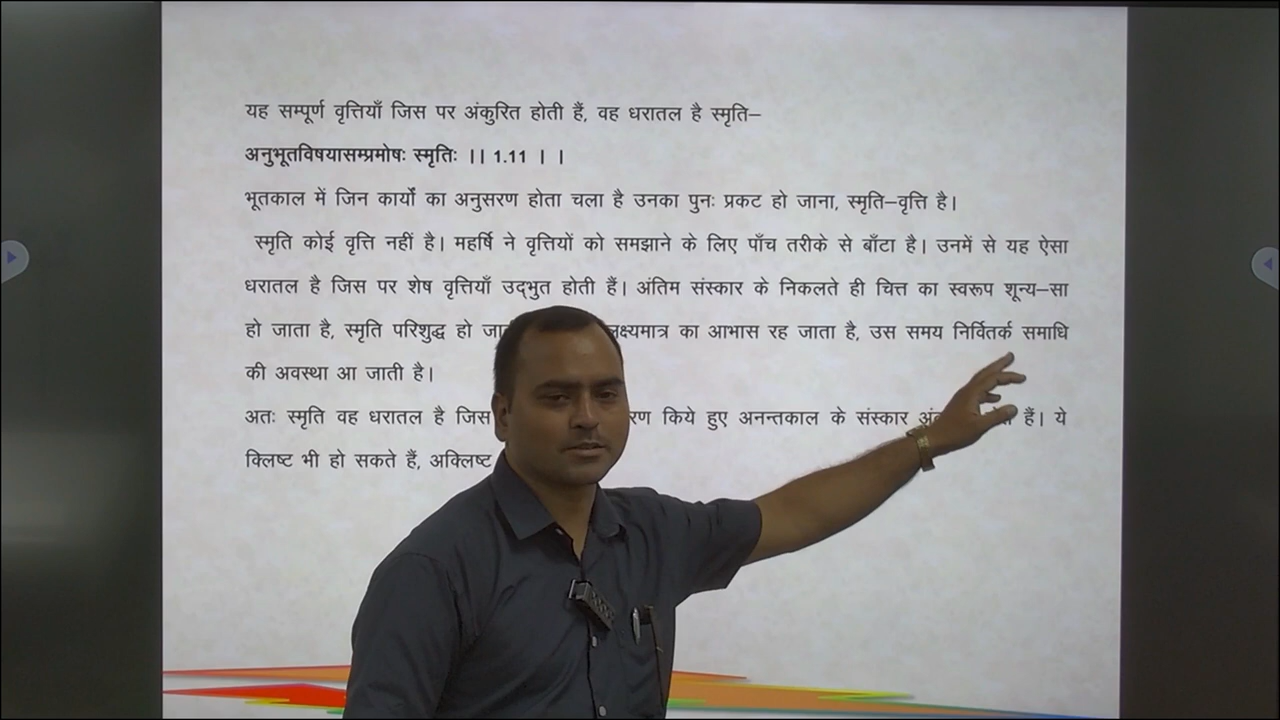 यह सम्पूर्ण वृत्तियाँ जिस पर अंकुरित होती हैं, वह धरातल है स्मृति–
अनुभूतविषयासम्प्रमोषः स्मृतिः ।। 1.11 । ।
भूतकाल में जिन कार्यों का अनुसरण होता चला है उनका पुनः प्रकट हो जाना, स्मृति–वृत्ति है।
स्मृति कोई वृत्ति नहीं है। महर्षि ने वृत्तियों को समझाने के लिए पाँच तरीके से बाँटा है। उनमें से यह ऐसा
धरातल है जिस पर शेष वृत्तियाँ उद्भुत होती हैं। अंतिम संस्कार के निकलते ही चित्त का स्वरूप शून्य–सा
हो जाता है, स्मृति परिशुद्ध हो लक्ष्यमात्र का आभास रह जाता है, उस समय निर्वितर्क समाधि
की अवस्था आ जाती है।
अतः स्मृति वह धरातल है जिस किये हुए अनन्तकाल के संस्कार हैं। ये
क्लिष्ट भी हो सकते हैं, अक्लिष्ट